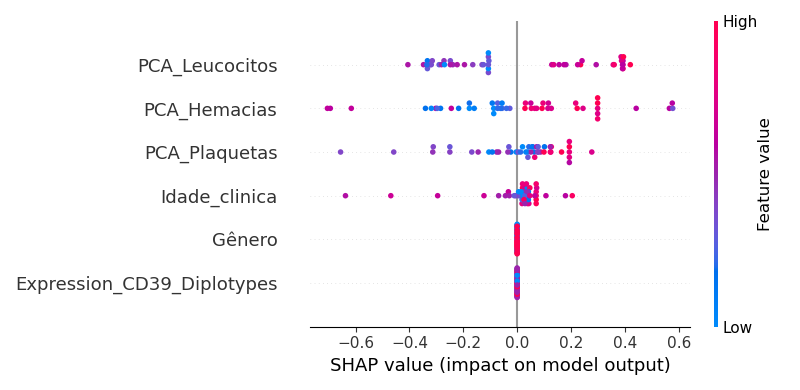 High
PCA_Leucocitos
PCA_Hemacias
PCA_Plaquetas
Idade_clinica
Gênero
Expression_CD39_Diplotypes
Feature value
Low
−0.6 −0.4 −0.2 0.0 0.2 0.4 0.6
SHAP value (impact on model output)